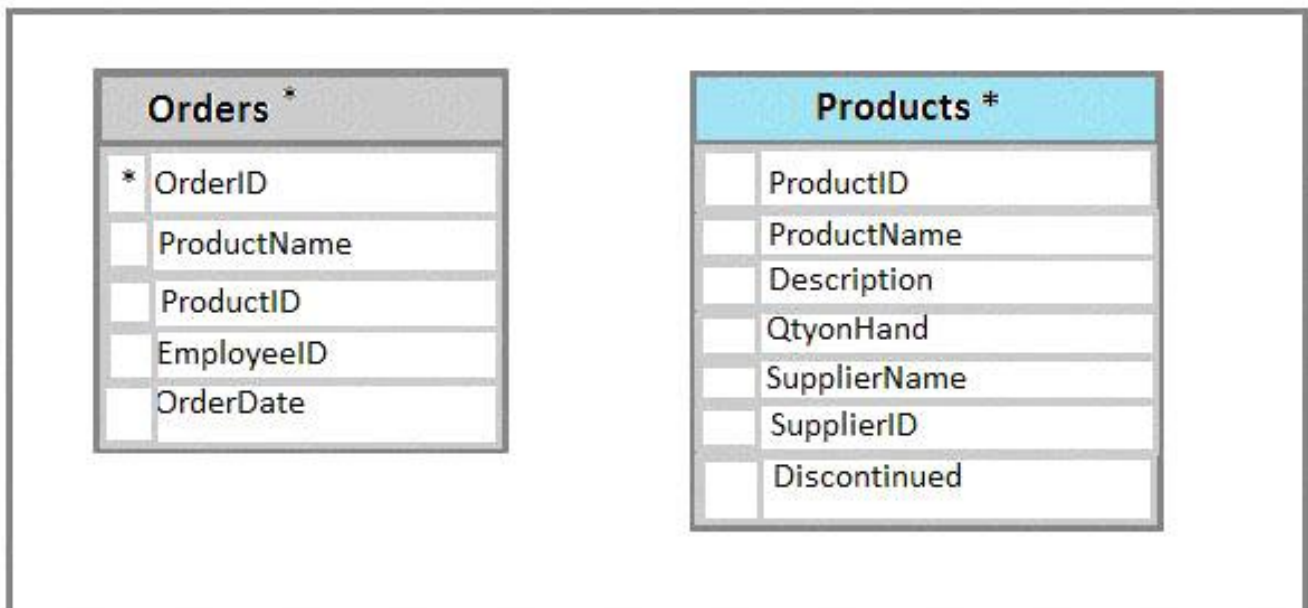 Orders *
* OrderID
ProductName
ProductID
EmployeeID
OrderDate
Products *
ProductID
ProductName
Description
QtyonHand
SupplierName
SupplierID
Discontinued